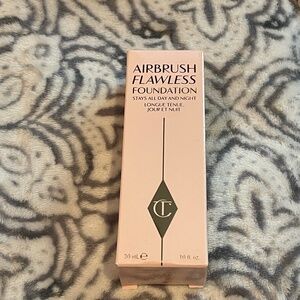 AIRBRUSH
FLAWLESS
FOUNDATION
STAYS ALL DAY AND NIGHT
LONGUE TENUE,
JOUR ET NUIT
CT
30 mL ℮ 1.0 fl. oz.